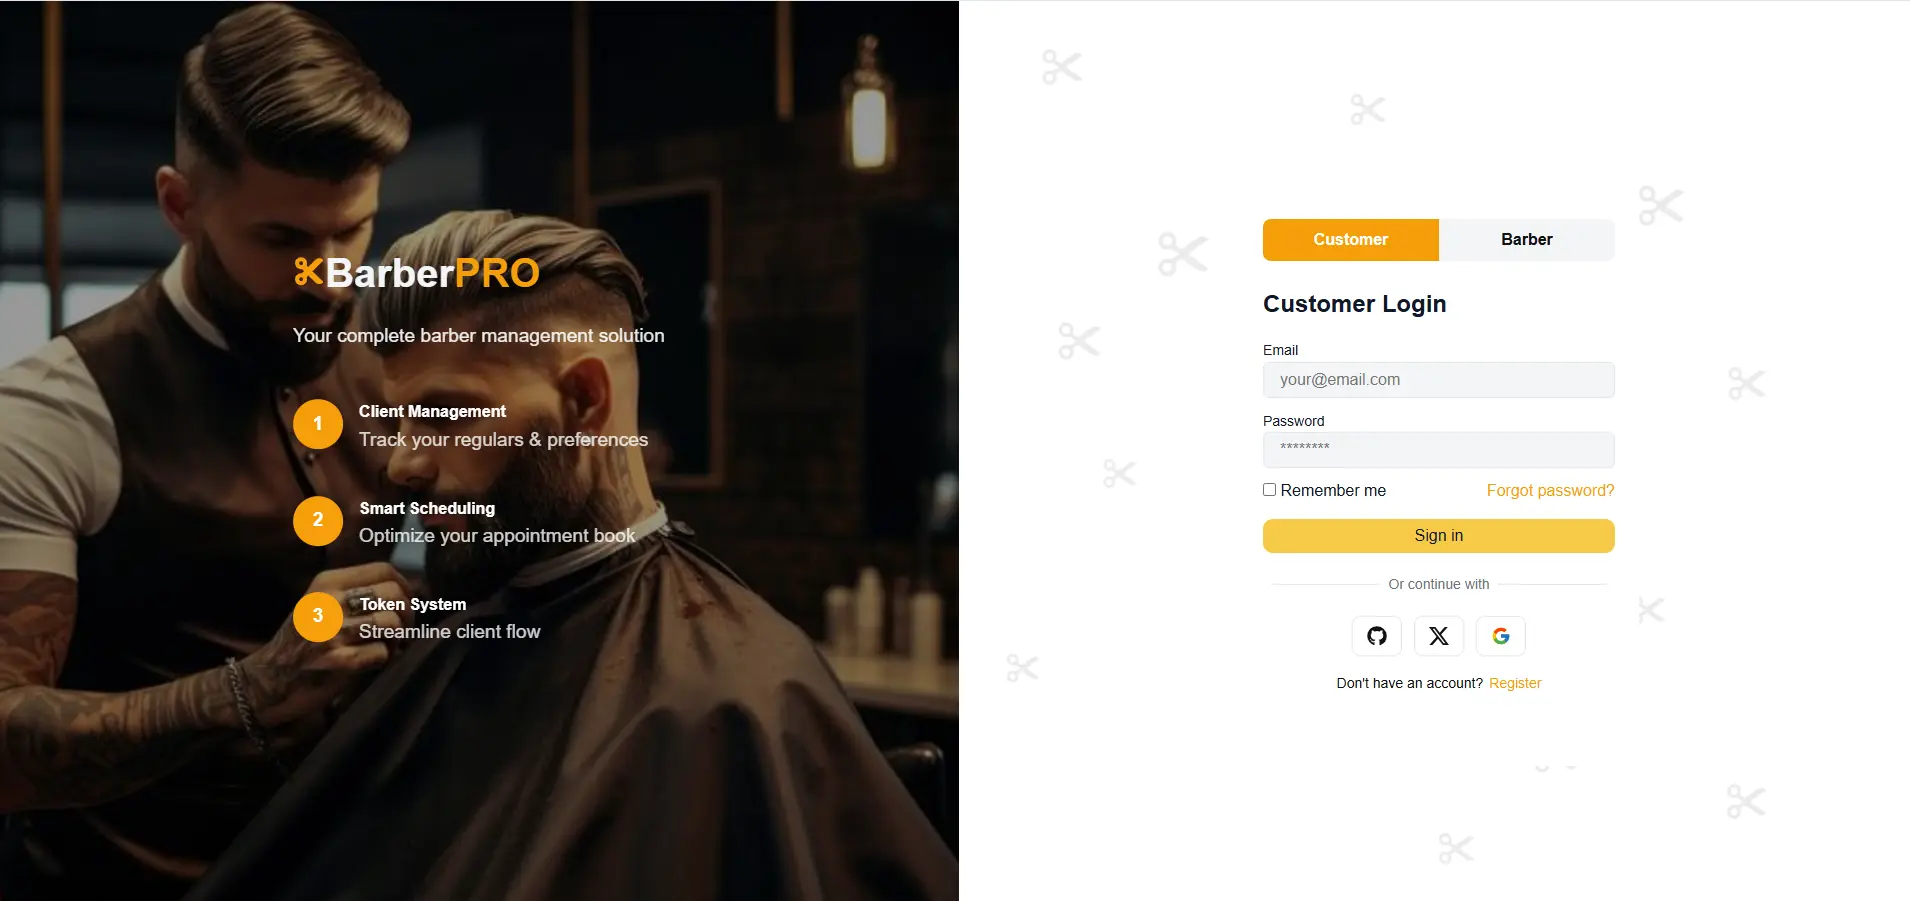 BarberPRO
Your complete barber management solution
1
Client Management
Track your regulars & preferences
2
Smart Scheduling
Optimize your appointment book
3
Token System
Streamline client flow
Customer
Barber
Customer Login
Email
your@email.com
Password
********
Remember me
Forgot password?
Sign in
Or continue with
Don't have an account? Register